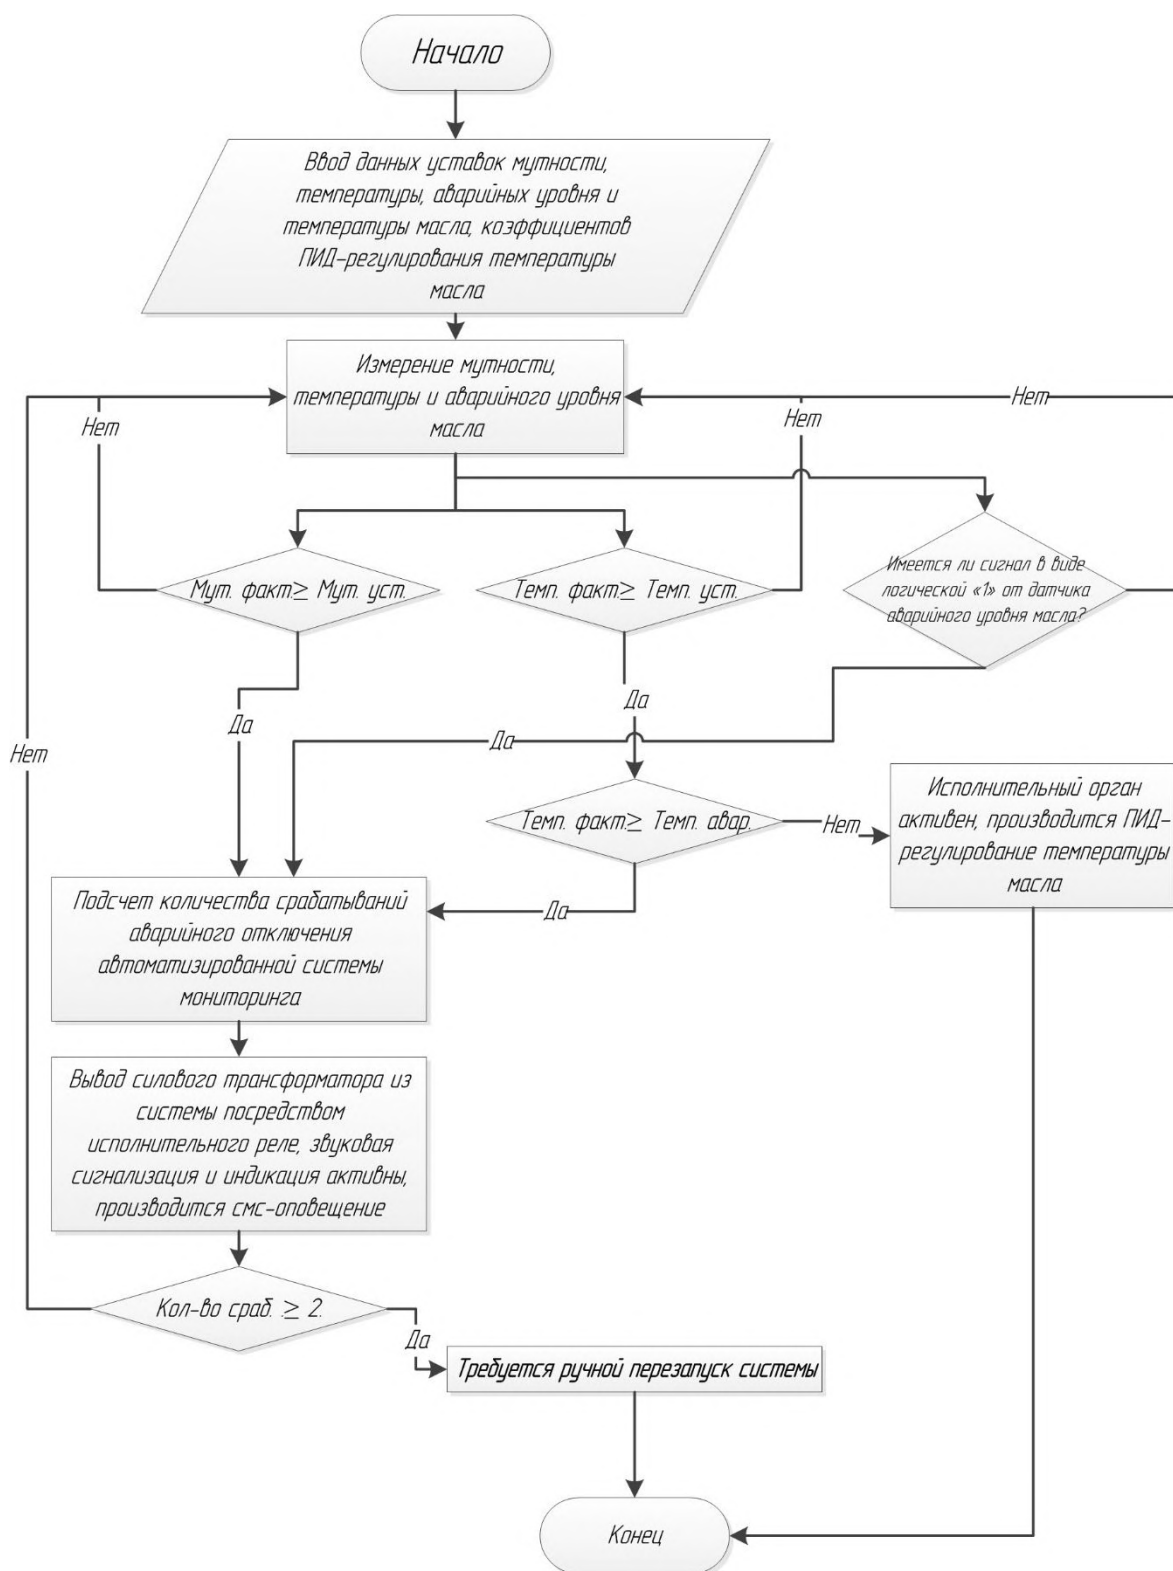 Начало
Ввод данных уставок мутности,
температуры, аварийных уровня и
температуры масла, коэффициентов
ПИД-регулирования температуры
масла
Измерение мутности,
температуры и аварийного уровня
масла
Нет
Нет
Нет
Мут. факт.≥ Мут. уст.
Темп. факт.≥ Темп. уст.
Имеется ли сигнал в виде
логической «1» от датчика
аварийного уровня масла?
Да
Да
Да
Нет
Темп. факт.≥ Темп. авар.
Нет
Исполнительный орган
активен, производится ПИД-
регулирование температуры
масла
Да
Подсчет количества срабатываний
аварийного отключения
автоматизированной системы
мониторинга
Вывод силового трансформатора из
системы посредством
исполнительного реле, звуковая
сигнализация и индикация активны,
производится смс-оповещение
Кол-во сраб. ≥ 2.
Да
Требуется ручной перезапуск системы
Конец